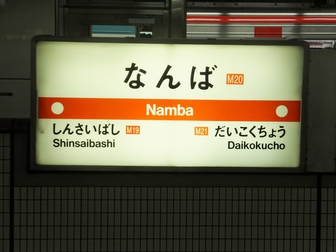 なんば M20
Namba
しんさいばし M19 M21 だいこくちょう
Shinsaibashi Daikokucho